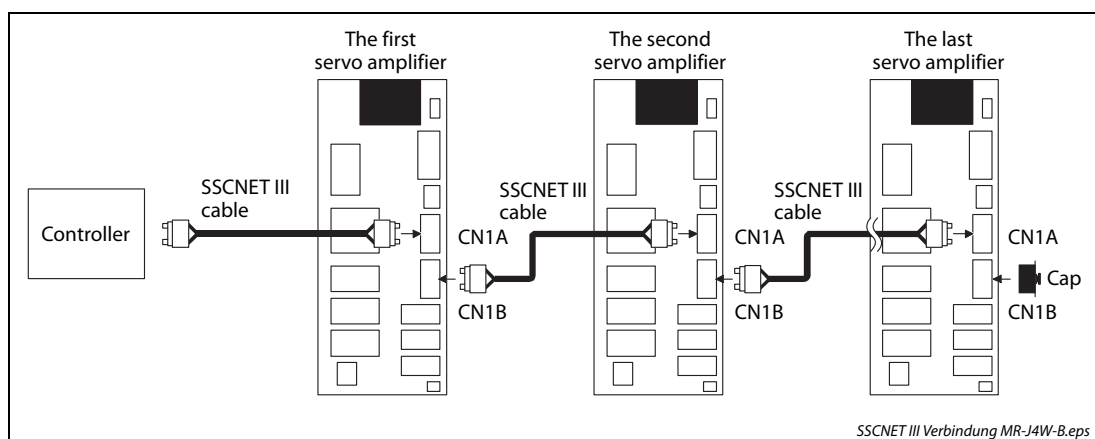 The first
servo amplifier
The second
servo amplifier
The last
servo amplifier
Controller
SSCNET III
cable
CN1A
CN1B
SSCNET III
cable
CN1A
CN1B
SSCNET III
cable
CN1A
Cap
CN1B
SSCNET III Verbindung MR-J4W-B.eps